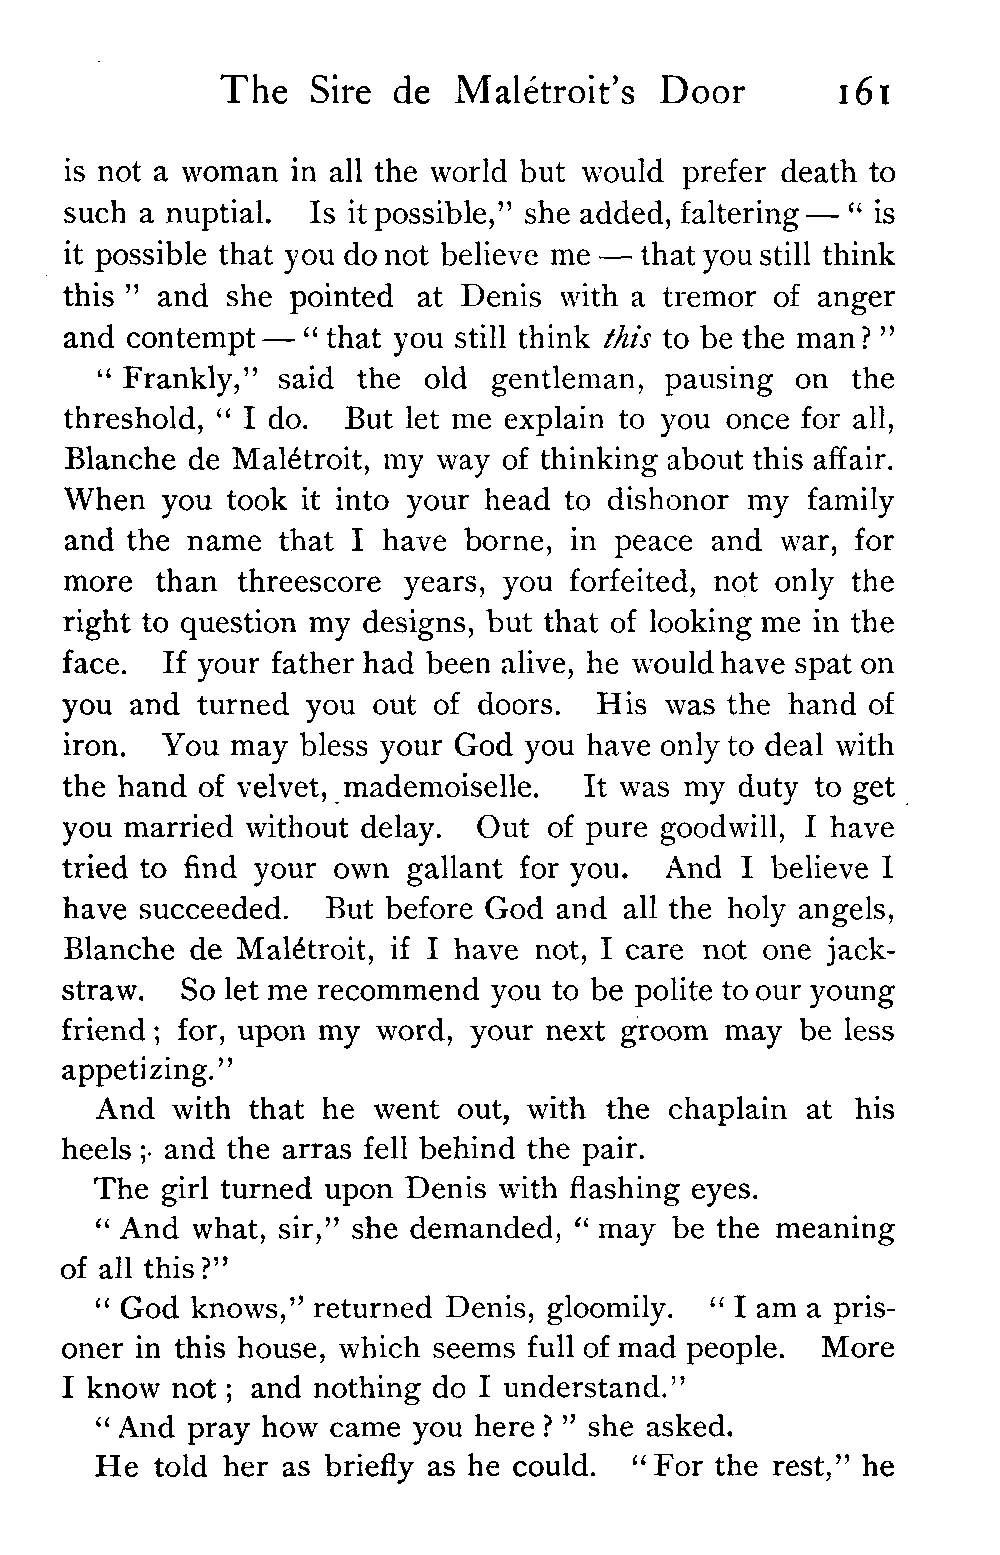 The Sire de Malétroit's Door 161
is not a woman in all the world but would prefer death to
such a nuptial. Is it possible," she added, faltering — " is
it possible that you do not believe me — that you still think
this " and she pointed at Denis with a tremor of anger
and contempt — " that you still think this to be the man? "
" Frankly," said the old gentleman, pausing on the
threshold, " I do. But let me explain to you once for all,
Blanche de Malétroit, my way of thinking about this affair.
When you took it into your head to dishonor my family
and the name that I have borne, in peace and war, for
more than threescore years, you forfeited, not only the
right to question my designs, but that of looking me in the
face. If your father had been alive, he would have spat on
you and turned you out of doors. His was the hand of
iron. You may bless your God you have only to deal with
the hand of velvet, mademoiselle. It was my duty to get
you married without delay. Out of pure goodwill, I have
tried to find your own gallant for you. And I believe I
have succeeded. But before God and all the holy angels,
Blanche de Malétroit, if I have not, I care not one jack-
straw. So let me recommend you to be polite to our young
friend ; for, upon my word, your next groom may be less
appetizing."
And with that he went out, with the chaplain at his
heels ; and the arras fell behind the pair.
The girl turned upon Denis with flashing eyes.
" And what, sir," she demanded, " may be the meaning
of all this ?"
" God knows," returned Denis, gloomily. " I am a pris-
oner in this house, which seems full of mad people. More
I know not ; and nothing do I understand."
" And pray how came you here ? " she asked.
He told her as briefly as he could. " For the rest," he